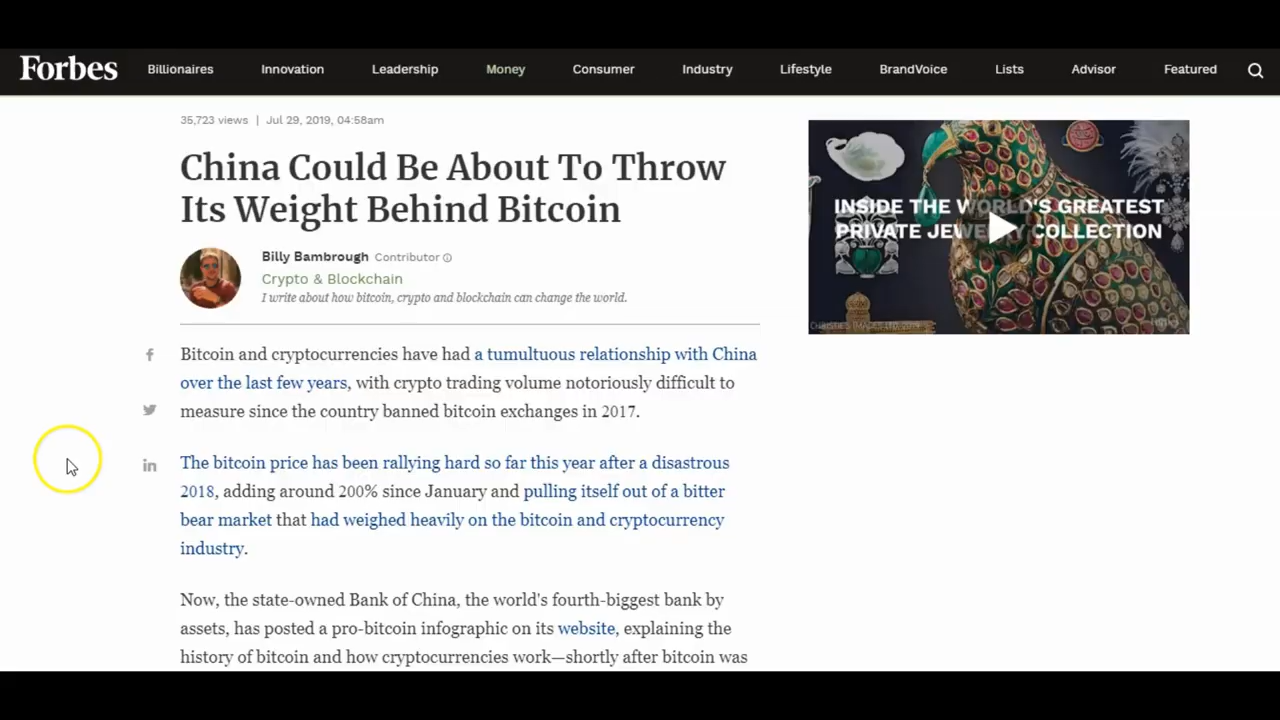 Forbes
Billionaires
Innovation
Leadership
Money
Consumer
Industry
Lifestyle
BrandVoice
Lists
Advisor
Featured
35,723 views | Jul 29, 2019, 04:58am
China Could Be About To Throw
Its Weight Behind Bitcoin
Billy Bambrough Contributor
Crypto & Blockchain
I write about how bitcoin, crypto and blockchain can change the world.
Bitcoin and cryptocurrencies have had a tumultuous relationship with China
over the last few years, with crypto trading volume notoriously difficult to
measure since the country banned bitcoin exchanges in 2017.
The bitcoin price has been rallying hard so far this year after a disastrous
2018, adding around 200% since January and pulling itself out of a bitter
bear market that had weighed heavily on the bitcoin and cryptocurrency
industry.
Now, the state-owned Bank of China, the world's fourth-biggest bank by
assets, has posted a pro-bitcoin infographic on its website, explaining the
history of bitcoin and how cryptocurrencies work—shortly after bitcoin was
INSIDE THE WORLD'S GREATEST
PRIVATE JEWELRY COLLECTION